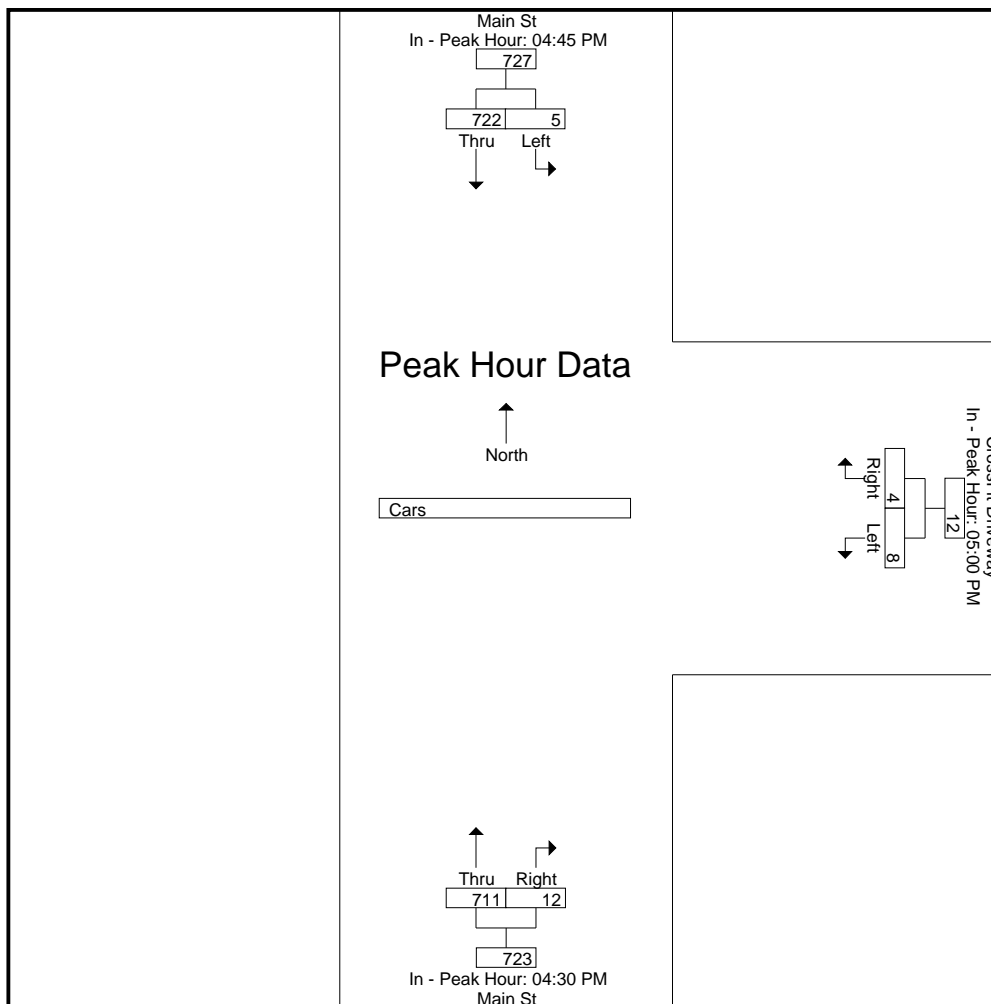 Main St
In - Peak Hour: 04:45 PM
727
722 5
Thru Left
Peak Hour Data
North
Cars
Right Left
4 8
12
In - Peak Hour: 05:00 PM
Driveway
Thru Right
711 12
723
In - Peak Hour: 04:30 PM
Main St